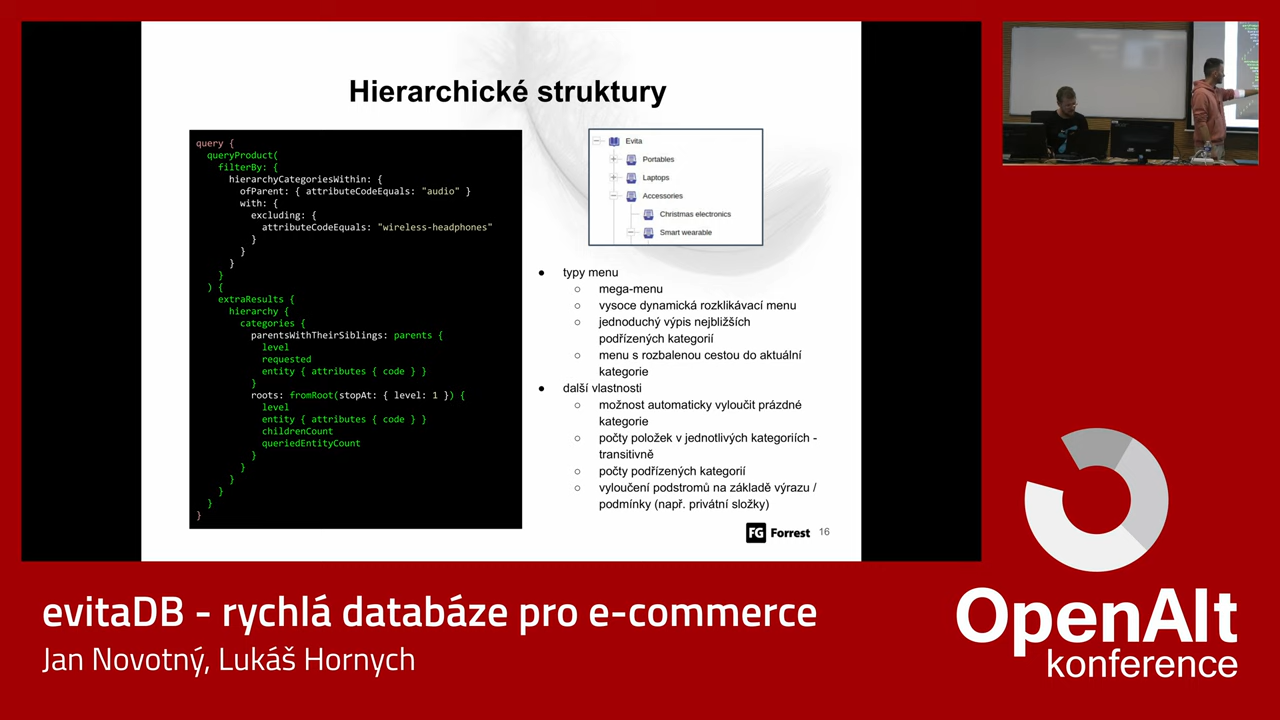 Hierarchické struktury
query {
queryProduct(
filterBy: {
hierarchyCategoriesWithin: {
ofParent: { attributeCodeEquals: "audio" }
with: {
excluding: {
attributeCodeEquals: "wireless-headphones"
}
}
}
}
) {
extraResults {
hierarchy {
categories {
parentsWithTheirSiblings: parents {
level
requested
entity { attributes { code } }
}
roots: fromRoot(stopAt: { level: 1 }) {
level
entity { attributes { code } }
childrenCount
queriedEntityCount
}
}
}
}
}
}
Evita
Portables
Laptops
Accessories
Christmas electronics
Smart wearable
● typy menu
○ mega-menu
○ vysoce dynamická rozklikávací menu
○ jednoduchý výpis nejbližších
podřízených kategorií
○ menu s rozbalenou cestou do aktuální
kategorie
● další vlastnosti
○ možnost automaticky vyloučit prázdné
kategorie
○ počty položek v jednotlivých kategoriích -
transitivně
○ počty podřízených kategorií
○ vyloučení podstromů na základě výrazu /
podmínky (např. privátní složky)
FG Forrest 16
evitaDB - rychlá databáze pro e-commerce
Jan Novotný, Lukáš Hornych
OpenAlt
konference